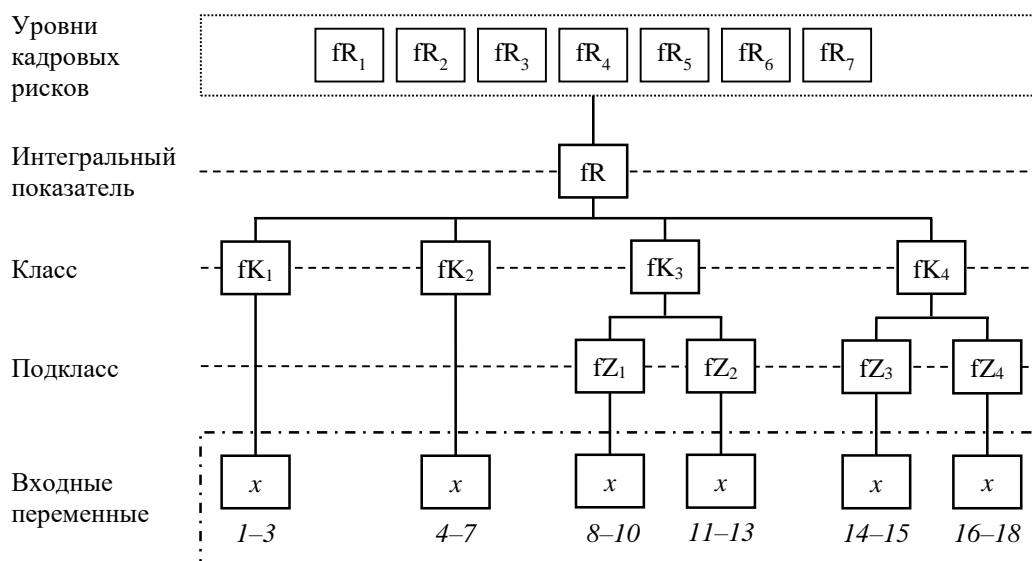 Уровни
кадровых
рисков
fR₁ fR₂ fR₃ fR₄ fR₅ fR₆ fR₇
Интегральный
показатель
fR
Класс
fK₁ fK₂ fK₃ fK₄
Подкласс
fZ₁ fZ₂ fZ₃ fZ₄
Входные
переменные
x x x x x x
1–3 4–7 8–10 11–13 14–15 16–18